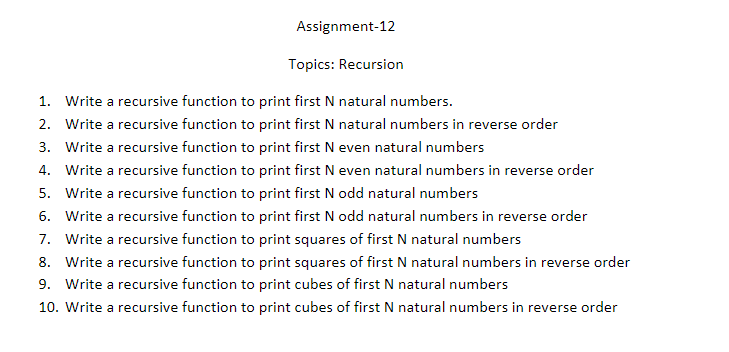 Assignment-12
Topics: Recursion
1. Write a recursive function to print first N natural numbers.
2. Write a recursive function to print first N natural numbers in reverse order
3. Write a recursive function to print first N even natural numbers
4. Write a recursive function to print first N even natural numbers in reverse order
5. Write a recursive function to print first N odd natural numbers
6. Write a recursive function to print first N odd natural numbers in reverse order
7. Write a recursive function to print squares of first N natural numbers
8. Write a recursive function to print squares of first N natural numbers in reverse order
9. Write a recursive function to print cubes of first N natural numbers
10. Write a recursive function to print cubes of first N natural numbers in reverse order